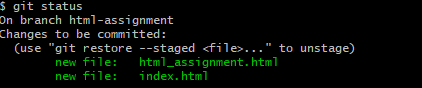 $ git status
On branch html-assignment
Changes to be committed:
  (use "git restore --staged <file>..." to unstage)
        new file:   html_assignment.html
        new file:   index.html